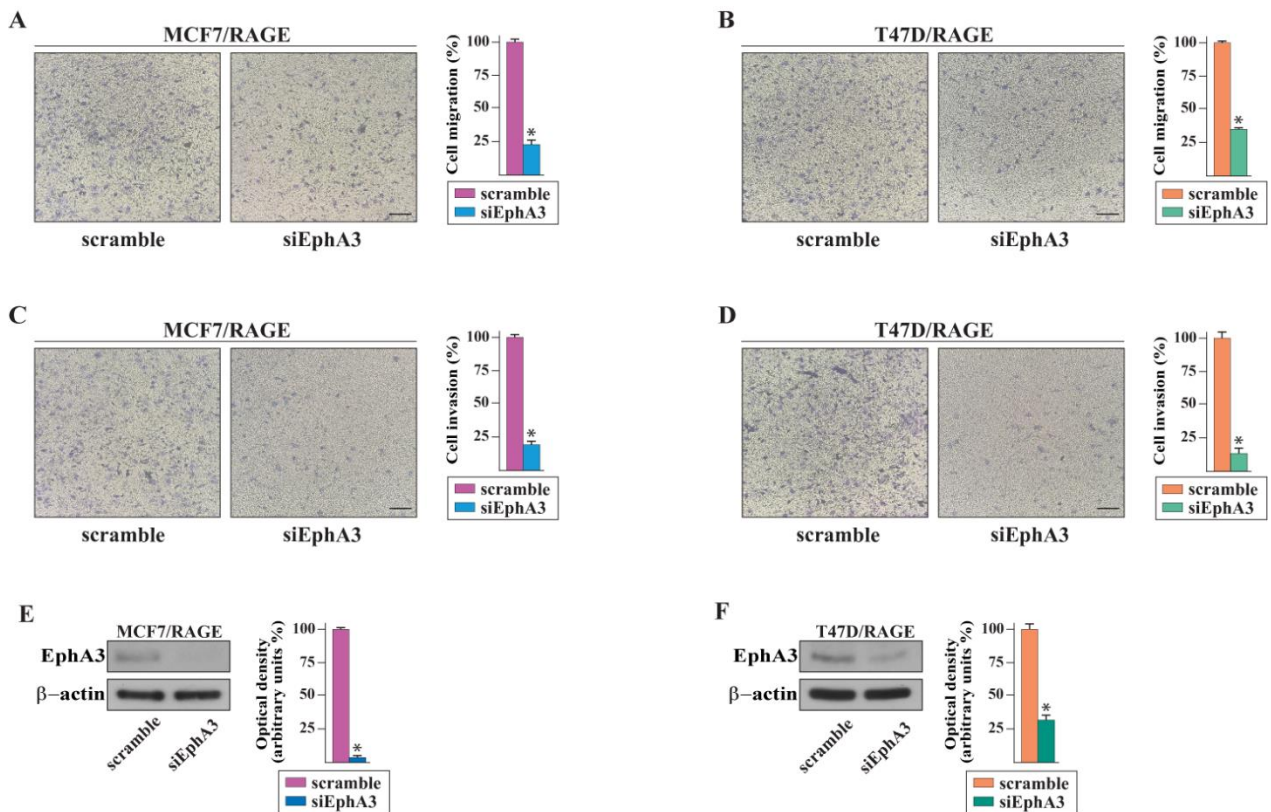 A
MCF7/RAGE
scramble
siEphA3
Cell migration (%)
100
75
50
25
*
scramble
siEphA3
B
T47D/RAGE
scramble
siEphA3
Cell migration (%)
100
75
50
25
*
scramble
siEphA3
C
MCF7/RAGE
scramble
siEphA3
Cell invasion (%)
100
75
50
25
*
scramble
siEphA3
D
T47D/RAGE
scramble
siEphA3
Cell invasion (%)
100
75
50
25
*
scramble
siEphA3
E
MCF7/RAGE
EphA3
β−actin
scramble
siEphA3
Optical density
(arbitrary units %)
100
75
50
25
*
scramble
siEphA3
F
T47D/RAGE
EphA3
β−actin
scramble
siEphA3
Optical density
(arbitrary units %)
100
75
50
25
*
scramble
siEphA3